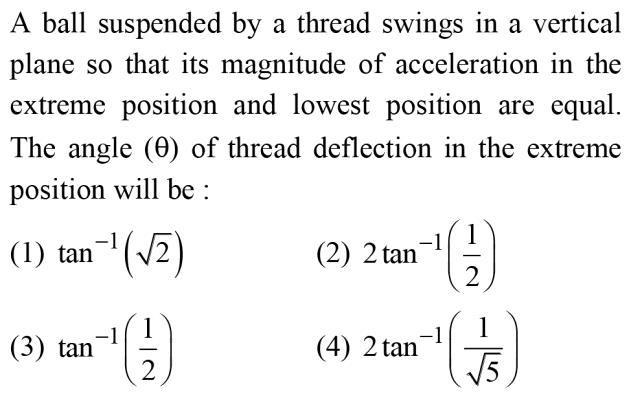 A ball suspended by a thread swings in a vertical
plane so that its magnitude of acceleration in the
extreme position and lowest position are equal.
The angle (θ) of thread deflection in the extreme
position will be :
(1) tan⁻¹(√2) (2) 2 tan⁻¹(1/2)
(3) tan⁻¹(1/2) (4) 2 tan⁻¹(1/√5)